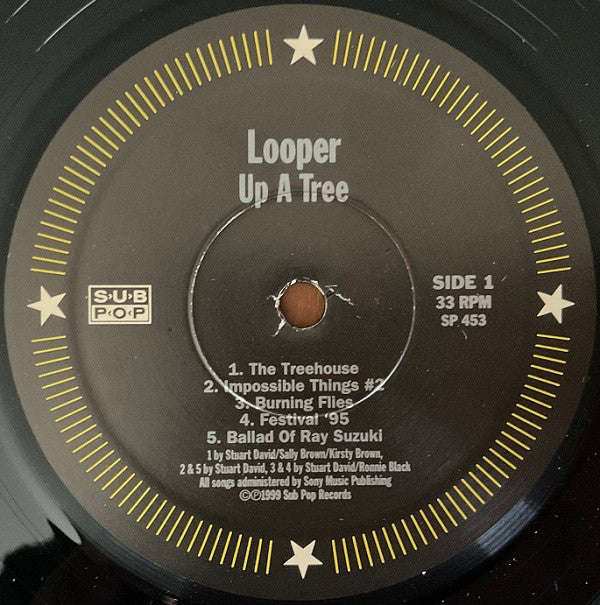 Looper
Up A Tree
S·U·B
P·O·P
SIDE 1
33 RPM
SP 453
1. The Treehouse
2. Impossible Things #2
3. Burning Flies
4. Festival '95
5. Ballad Of Ray Suzuki
1 by Stuart David/Sally Brown/Kirsty Brown,
2 & 5 by Stuart David, 3 & 4 by Stuart David/Ronnie Black
All songs administered by Sony Music Publishing
©℗1999 Sub Pop Records